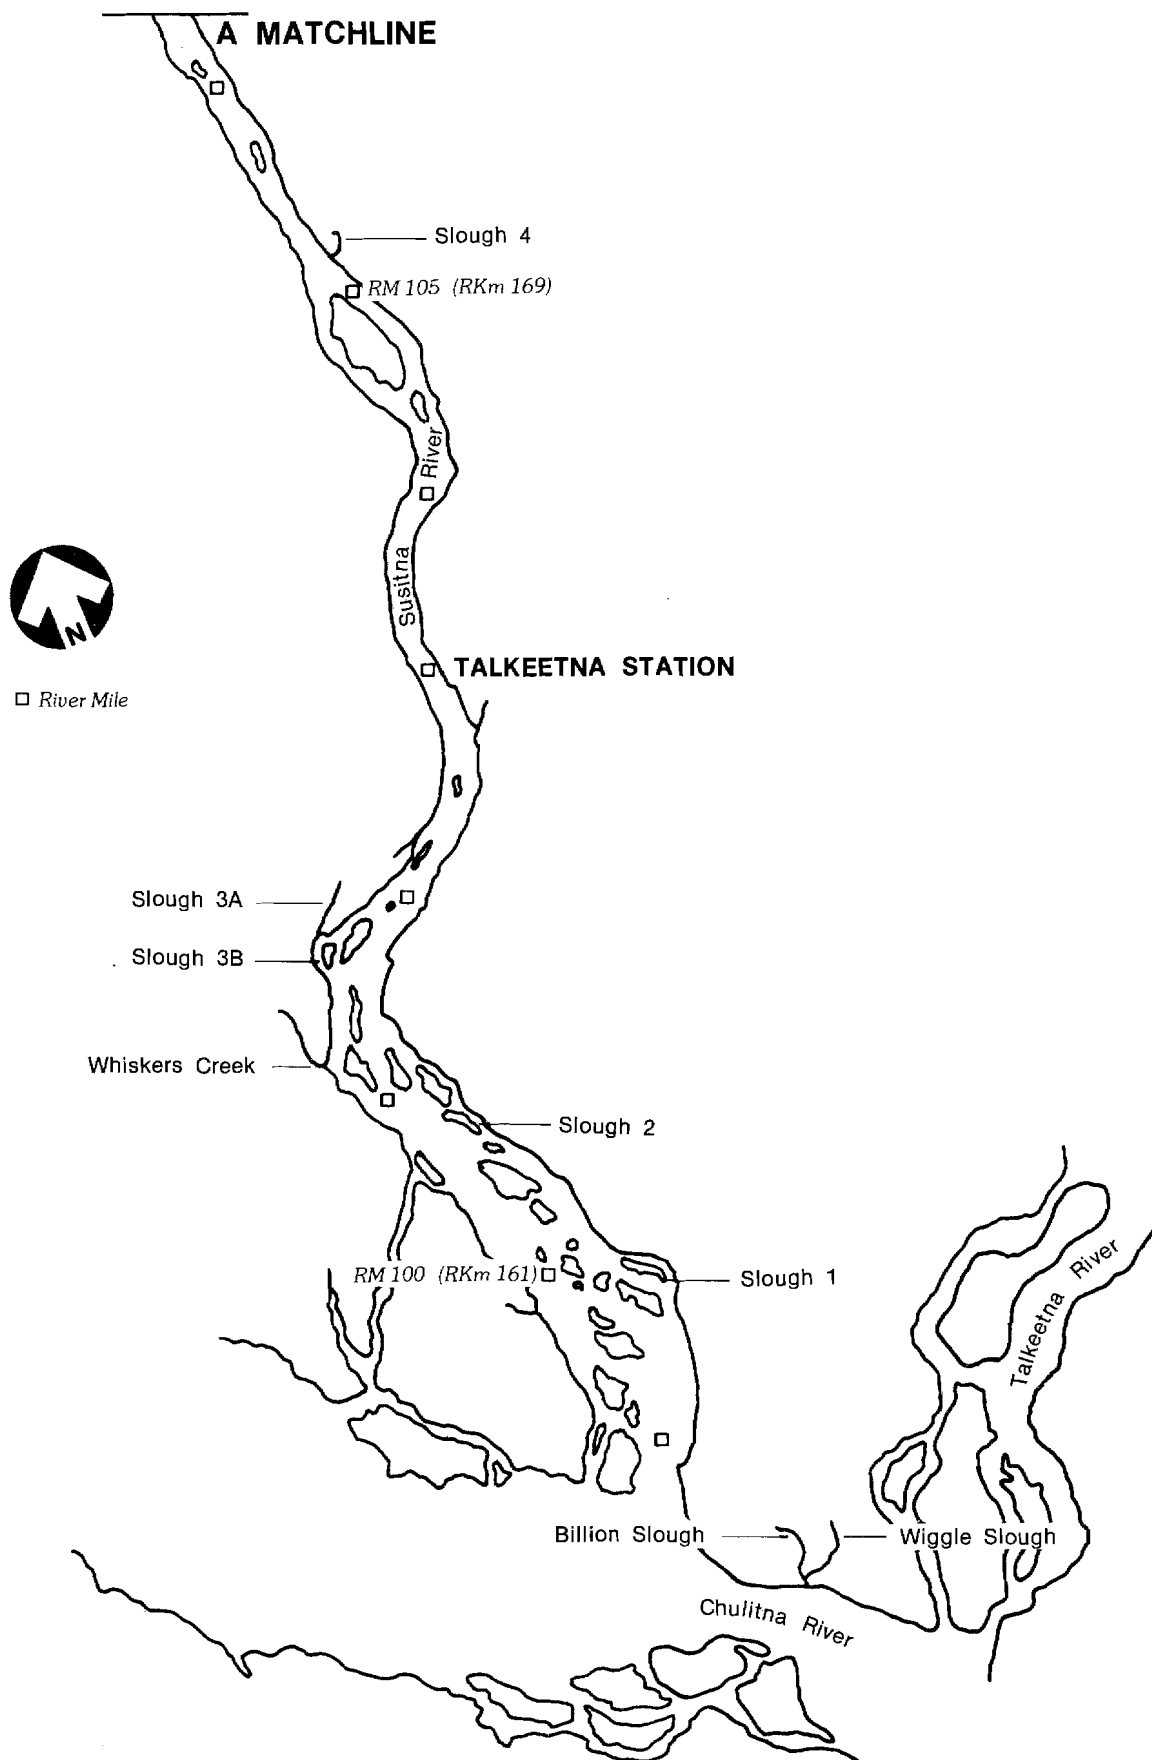 A MATCHLINE
Slough 4
RM 105 (RKm 169)
River
Susitna
N
TALKEETNA STATION
River Mile
Slough 3A
Slough 3B
Whiskers Creek
Slough 2
RM 100 (RKm 161)
Slough 1
Talkeetna River
Billion Slough
Wiggle Slough
Chulitna River